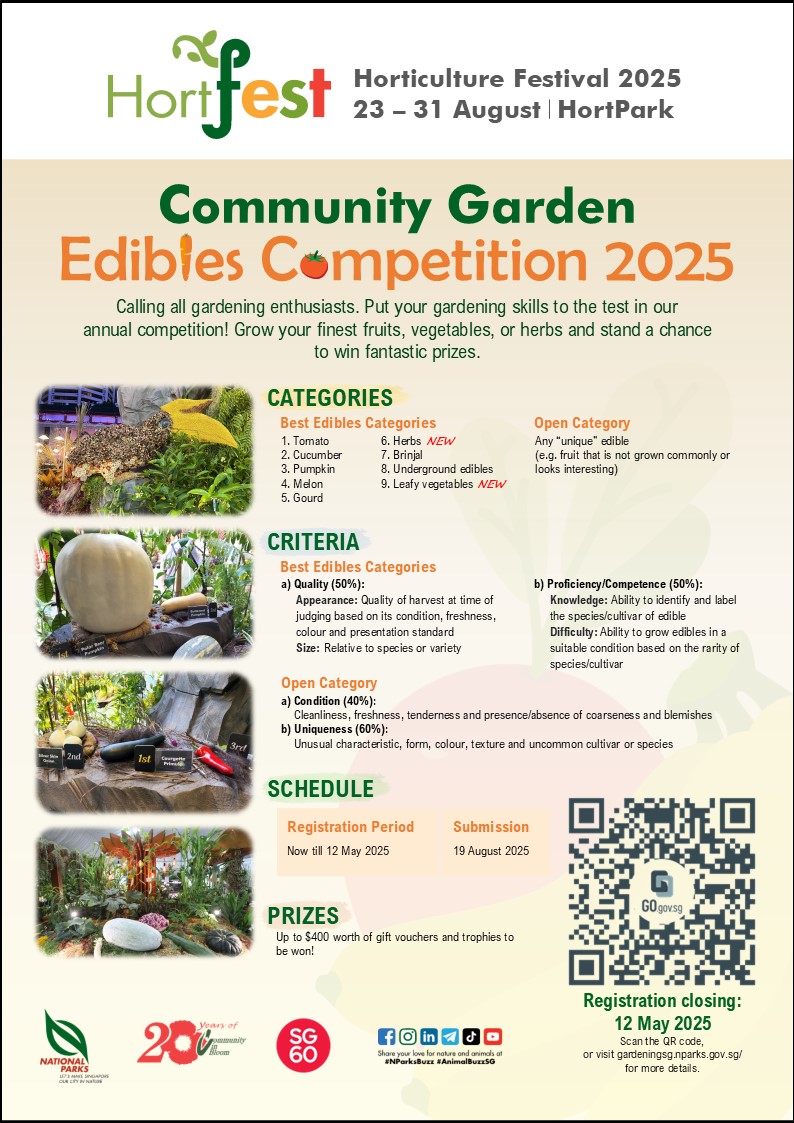 Hortfest
Horticulture Festival 2025
23 – 31 August | HortPark
Community Garden
Edibles Competition 2025
Calling all gardening enthusiasts. Put your gardening skills to the test in our
annual competition! Grow your finest fruits, vegetables, or herbs and stand a chance
to win fantastic prizes.
CATEGORIES
Best Edibles Categories
1. Tomato
2. Cucumber
3. Pumpkin
4. Melon
5. Gourd
6. Herbs NEW
7. Brinjal
8. Underground edibles
9. Leafy vegetables NEW
Open Category
Any “unique” edible
(e.g. fruit that is not grown commonly or
looks interesting)
CRITERIA
Best Edibles Categories
a) Quality (50%):
Appearance: Quality of harvest at time of
judging based on its condition, freshness,
colour and presentation standard
Size: Relative to species or variety
b) Proficiency/Competence (50%):
Knowledge: Ability to identify and label
the species/cultivar of edible
Difficulty: Ability to grow edibles in a
suitable condition based on the rarity of
species/cultivar
Open Category
a) Condition (40%):
Cleanliness, freshness, tenderness and presence/absence of coarseness and blemishes
b) Uniqueness (60%):
Unusual characteristic, form, colour, texture and uncommon cultivar or species
1st
2nd
1st
Courgette
3rd
SCHEDULE
Registration Period
Now till 12 May 2025
Submission
19 August 2025
PRIZES
Up to $400 worth of gift vouchers and trophies to
be won!
GO.gov.sg
Registration closing:
12 May 2025
Scan the QR code,
or visit gardeningsg.nparks.gov.sg/
for more details.
NATIONAL
PARKS
LET'S MAKE SINGAPORE
OUR CITY IN NATURE
20 Years of
Community
in
Bloom
SG
60
Share your love for nature and animals at
#NParksBuzz #AnimalBuzzSG